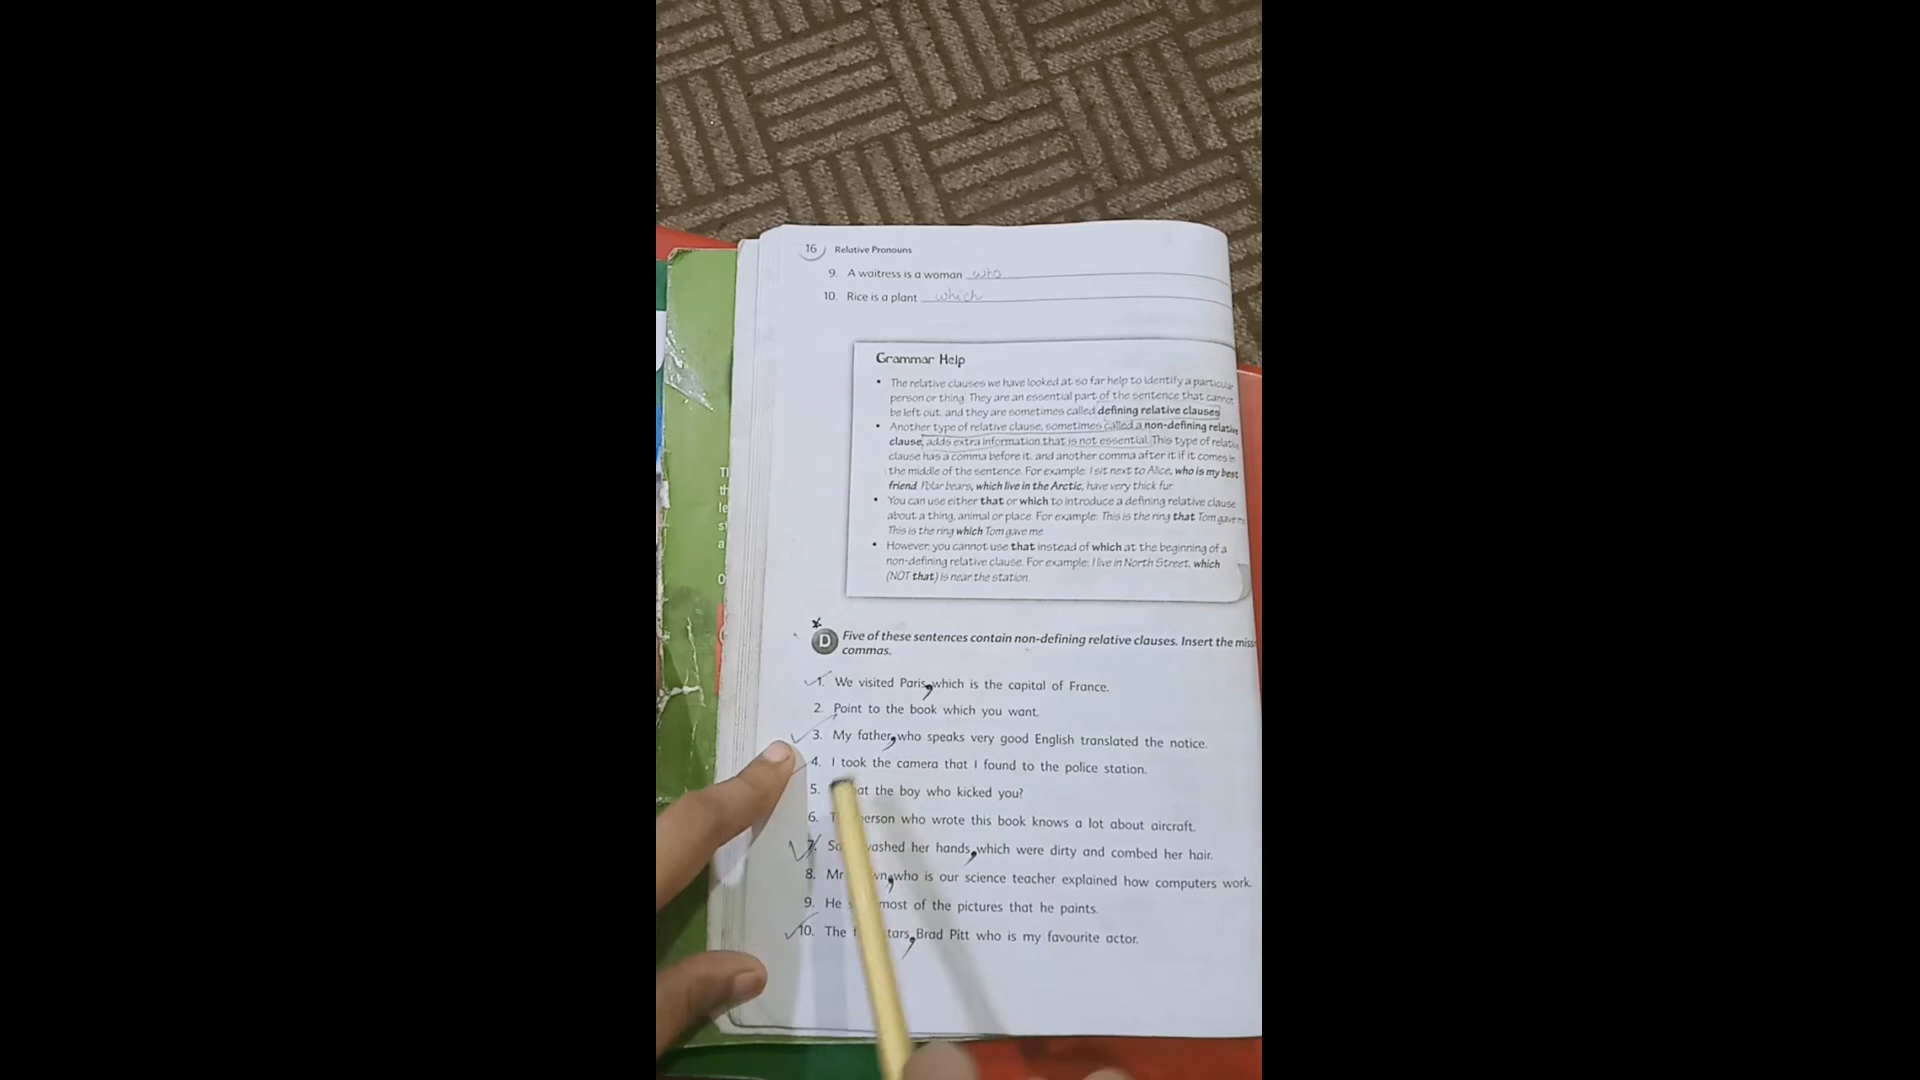 16 Relative Pronouns
9. A waitress is a woman who
10. Rice is a plant which
Grammar Help
• The relative clauses we have looked at so far help to identify a particular
person or thing. They are an essential part of the sentence that cannot
be left out, and they are sometimes called defining relative clauses
• Another type of relative clause, sometimes called a non-defining relative
clause, adds extra information that is not essential. This type of relative
clause has a comma before it, and another comma after it if it comes in
the middle of the sentence. For example: I sit next to Alice, who is my best
friend. Polar bears, which live in the Arctic, have very thick fur.
• You can use either that or which to introduce a defining relative clause
about a thing, animal or place. For example: This is the ring that Tom gave me
This is the ring which Tom gave me.
• However, you cannot use that instead of which at the beginning of a
non-defining relative clause. For example: I live in North Street, which
(NOT that) is near the station.
D Five of these sentences contain non-defining relative clauses. Insert the
commas.
1. We visited Paris, which is the capital of France.
2. Point to the book which you want.
3. My father, who speaks very good English translated the notice.
4. I took the camera that I found to the police station.
5. the boy who kicked you?
6. who wrote this book knows a lot about aircraft.
7. her hands, which were dirty and combed her hair.
8. Mr , who is our science teacher explained how computers work.
9. He most of the pictures that he paints.
10. The , Brad Pitt who is my favourite actor.